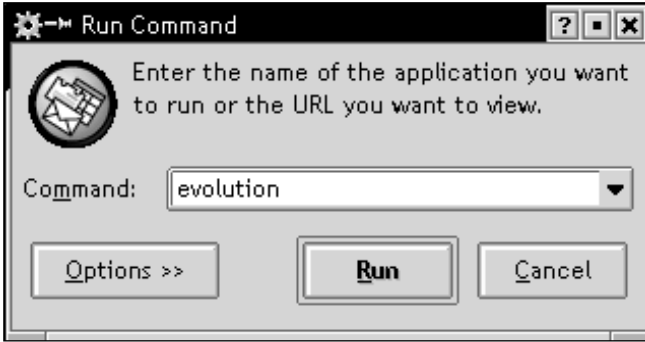 Run Command
Enter the name of the application you want
to run or the URL you want to view.
Command: evolution
Options >> Run Cancel